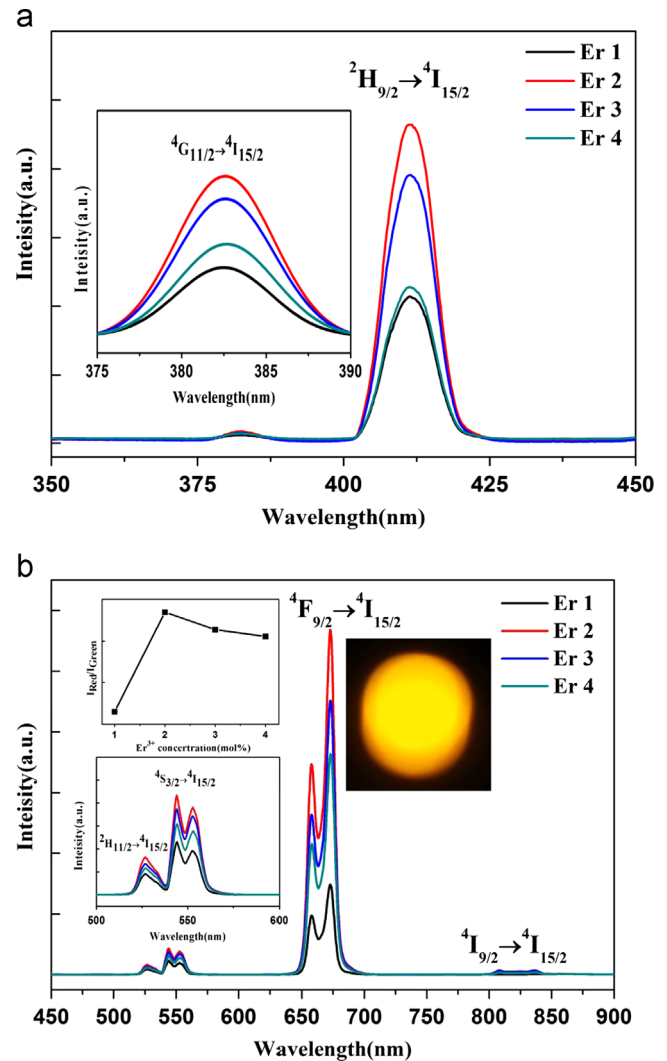 a
²H₉/₂→⁴I₁₅/₂
Er 1
Er 2
Er 3
Er 4
⁴G₁₁/₂→⁴I₁₅/₂
Inteisity(a.u.)
375 380 385 390
Wavelength(nm)
Inteisity(a.u.)
350 375 400 425 450
Wavelength(nm)
b
⁴F₉/₂→⁴I₁₅/₂
Er 1
Er 2
Er 3
Er 4
I_Red/I_Green
1 2 3 4
Er³⁺ concertration(mol%)
⁴S₃/₂→⁴I₁₅/₂
²H₁₁/₂→⁴I₁₅/₂
Inteisity(a.u.)
500 550 600
Wavelength(nm)
⁴I₉/₂→⁴I₁₅/₂
Inteisity(a.u.)
450 500 550 600 650 700 750 800 850 900
Wavelength(nm)